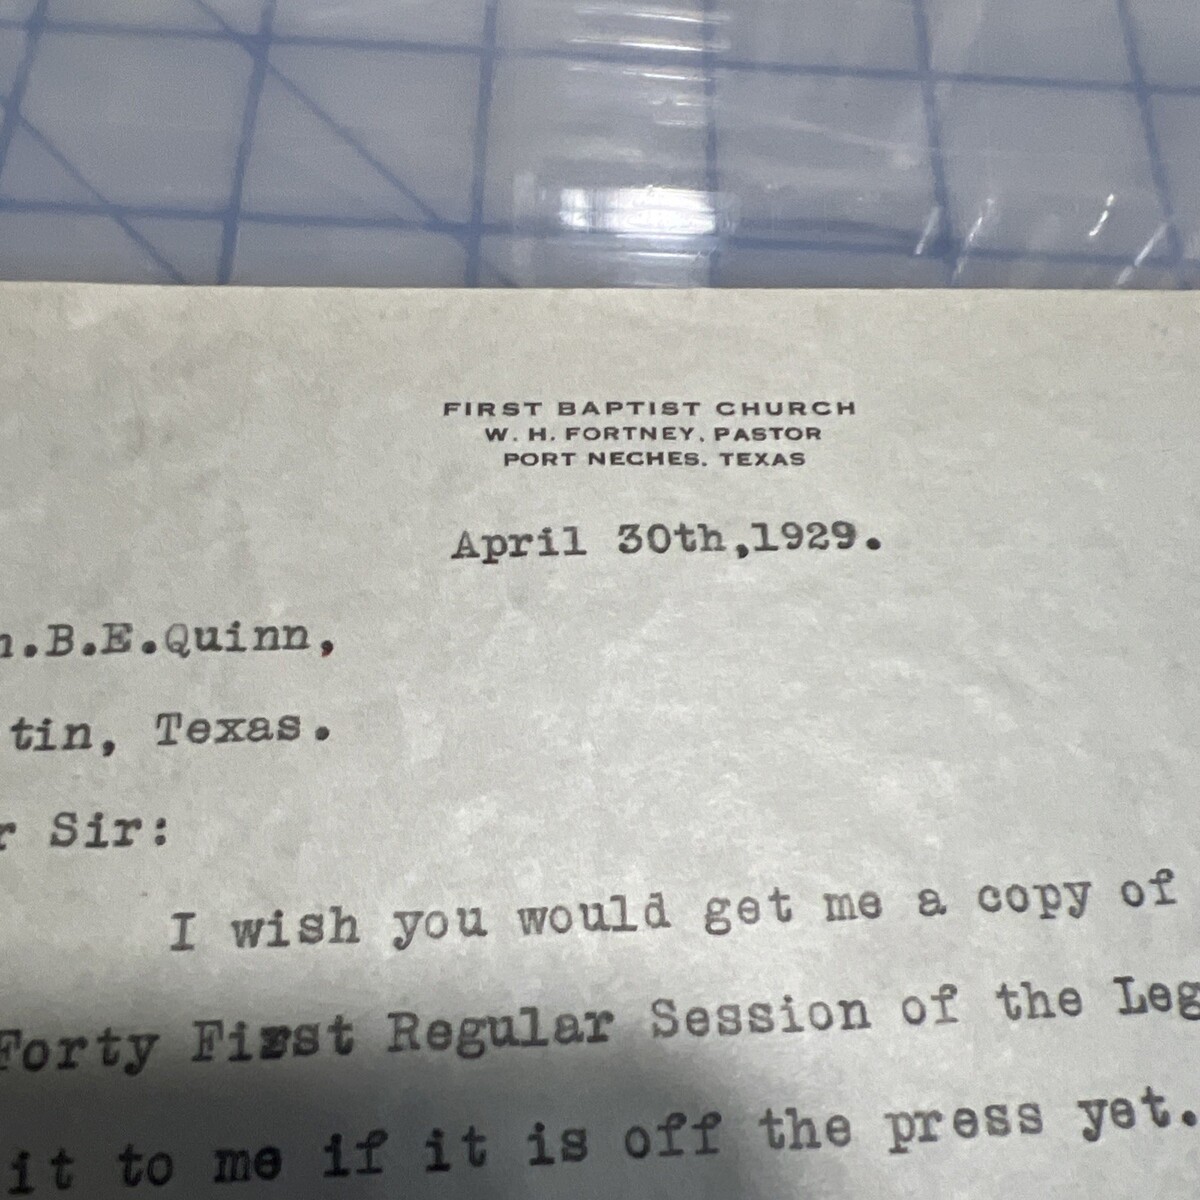 FIRST BAPTIST CHURCH
W. H. FORTNEY, PASTOR
PORT NECHES, TEXAS
April 30th,1929.
n.B.E.Quinn,
tin, Texas.
r Sir:
I wish you would get me a copy of
Forty First Regular Session of the Leg
it to me if it is off the press yet.